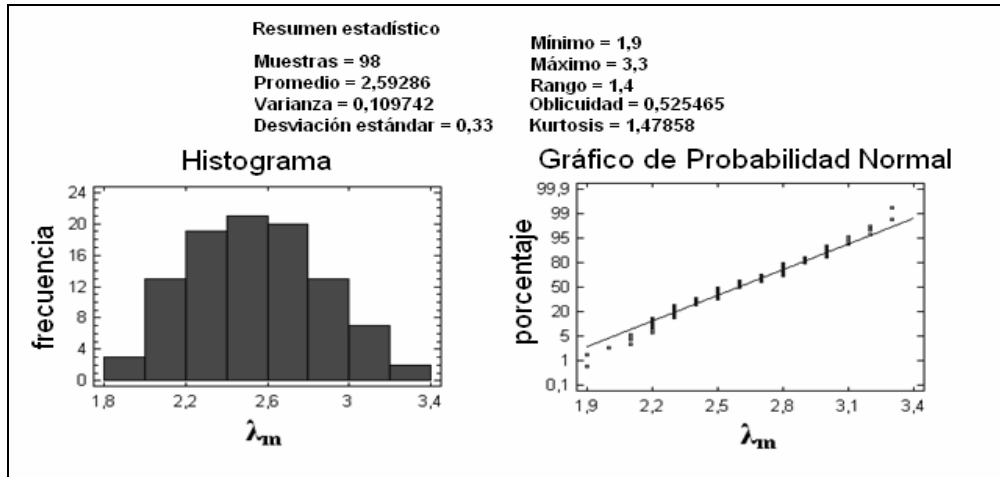 Resumen estadístico
Muestras = 98
Promedio = 2,59286
Varianza = 0,109742
Desviación estándar = 0,33
Mínimo = 1,9
Máximo = 3,3
Rango = 1,4
Oblicuidad = 0,525465
Kurtosis = 1,47858
Histograma
frecuencia
24
20
16
12
8
4
0
1,8 2,2 2,6 3 3,4
λm
Gráfico de Probabilidad Normal
porcentaje
99,9
99
95
80
50
20
5
1
0,1
1,9 2,2 2,5 2,8 3,1 3,4
λm